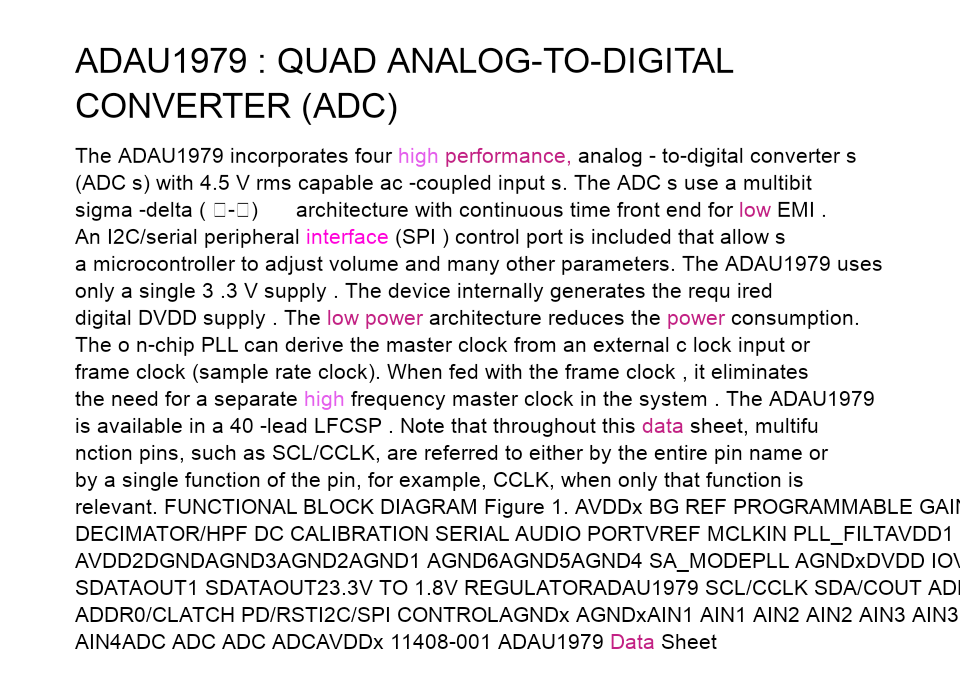 ADAU1979 : QUAD ANALOG-TO-DIGITAL
CONVERTER (ADC)
The ADAU1979 incorporates four high performance, analog - to-digital converter s
(ADC s) with 4.5 V rms capable ac -coupled input s. The ADC s use a multibit
sigma -delta ( □-□) architecture with continuous time front end for low EMI .
An I2C/serial peripheral interface (SPI ) control port is included that allow s
a microcontroller to adjust volume and many other parameters. The ADAU1979 uses
only a single 3 .3 V supply . The device internally generates the requ ired
digital DVDD supply . The low power architecture reduces the power consumption.
The o n-chip PLL can derive the master clock from an external c lock input or
frame clock (sample rate clock). When fed with the frame clock , it eliminates
the need for a separate high frequency master clock in the system . The ADAU1979
is available in a 40 -lead LFCSP . Note that throughout this data sheet, multifu
nction pins, such as SCL/CCLK, are referred to either by the entire pin name or
by a single function of the pin, for example, CCLK, when only that function is
relevant. FUNCTIONAL BLOCK DIAGRAM Figure 1. AVDDx BG REF PROGRAMMABLE
DECIMATOR/HPF DC CALIBRATION SERIAL AUDIO PORTVREF MCLKIN PLL_FILTAVDD1
AVDD2DGNDAGND3AGND2AGND1 AGND6AGND5AGND4 SA_MODEPLL AGNDxDVDD
SDATAOUT1 SDATAOUT23.3V TO 1.8V REGULATORADAU1979 SCL/CCLK SDA/COUT
ADDR0/CLATCH PD/RSTI2C/SPI CONTROLAGNDx AGNDxAIN1 AIN1 AIN2 AIN2 AIN3 AIN3
AIN4ADC ADC ADC ADCAVDDx 11408-001 ADAU1979 Data Sheet